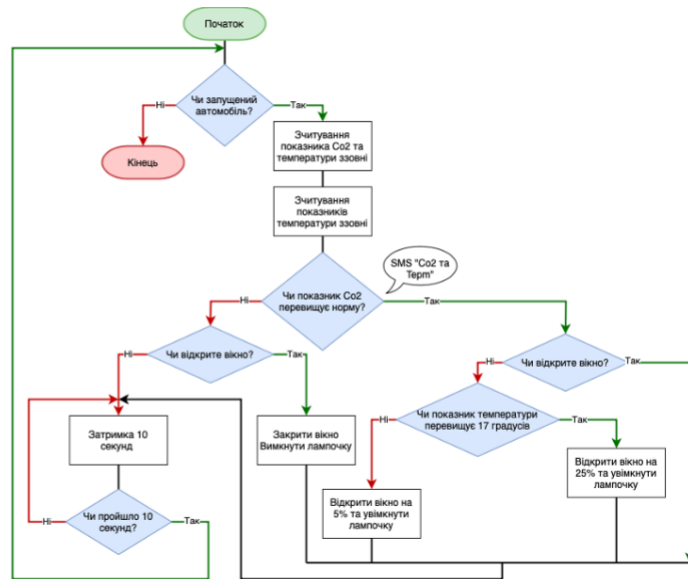 Початок
Чи запущений
автомобіль?
Ні
Так
Кінець
Зчитування
показника Co2 та
температури ззовні
Зчитування
показників
температури ззовні
SMS "Co2 та
Терm"
Чи показник Co2
перевищує норму?
Ні
Так
Чи відкрите вікно?
Ні
Так
Чи відкрите вікно?
Ні
Так
Чи показник температури
перевищує 17 градусів
Ні
Так
Затримка 10
секунд
Закрити вікно
Вимкнути лампочку
Відкрити вікно на
25% та увімкнути
лампочку
Відкрити вікно на
5% та увімкнути
лампочку
Чи пройшло 10
секунд?
Ні
Так